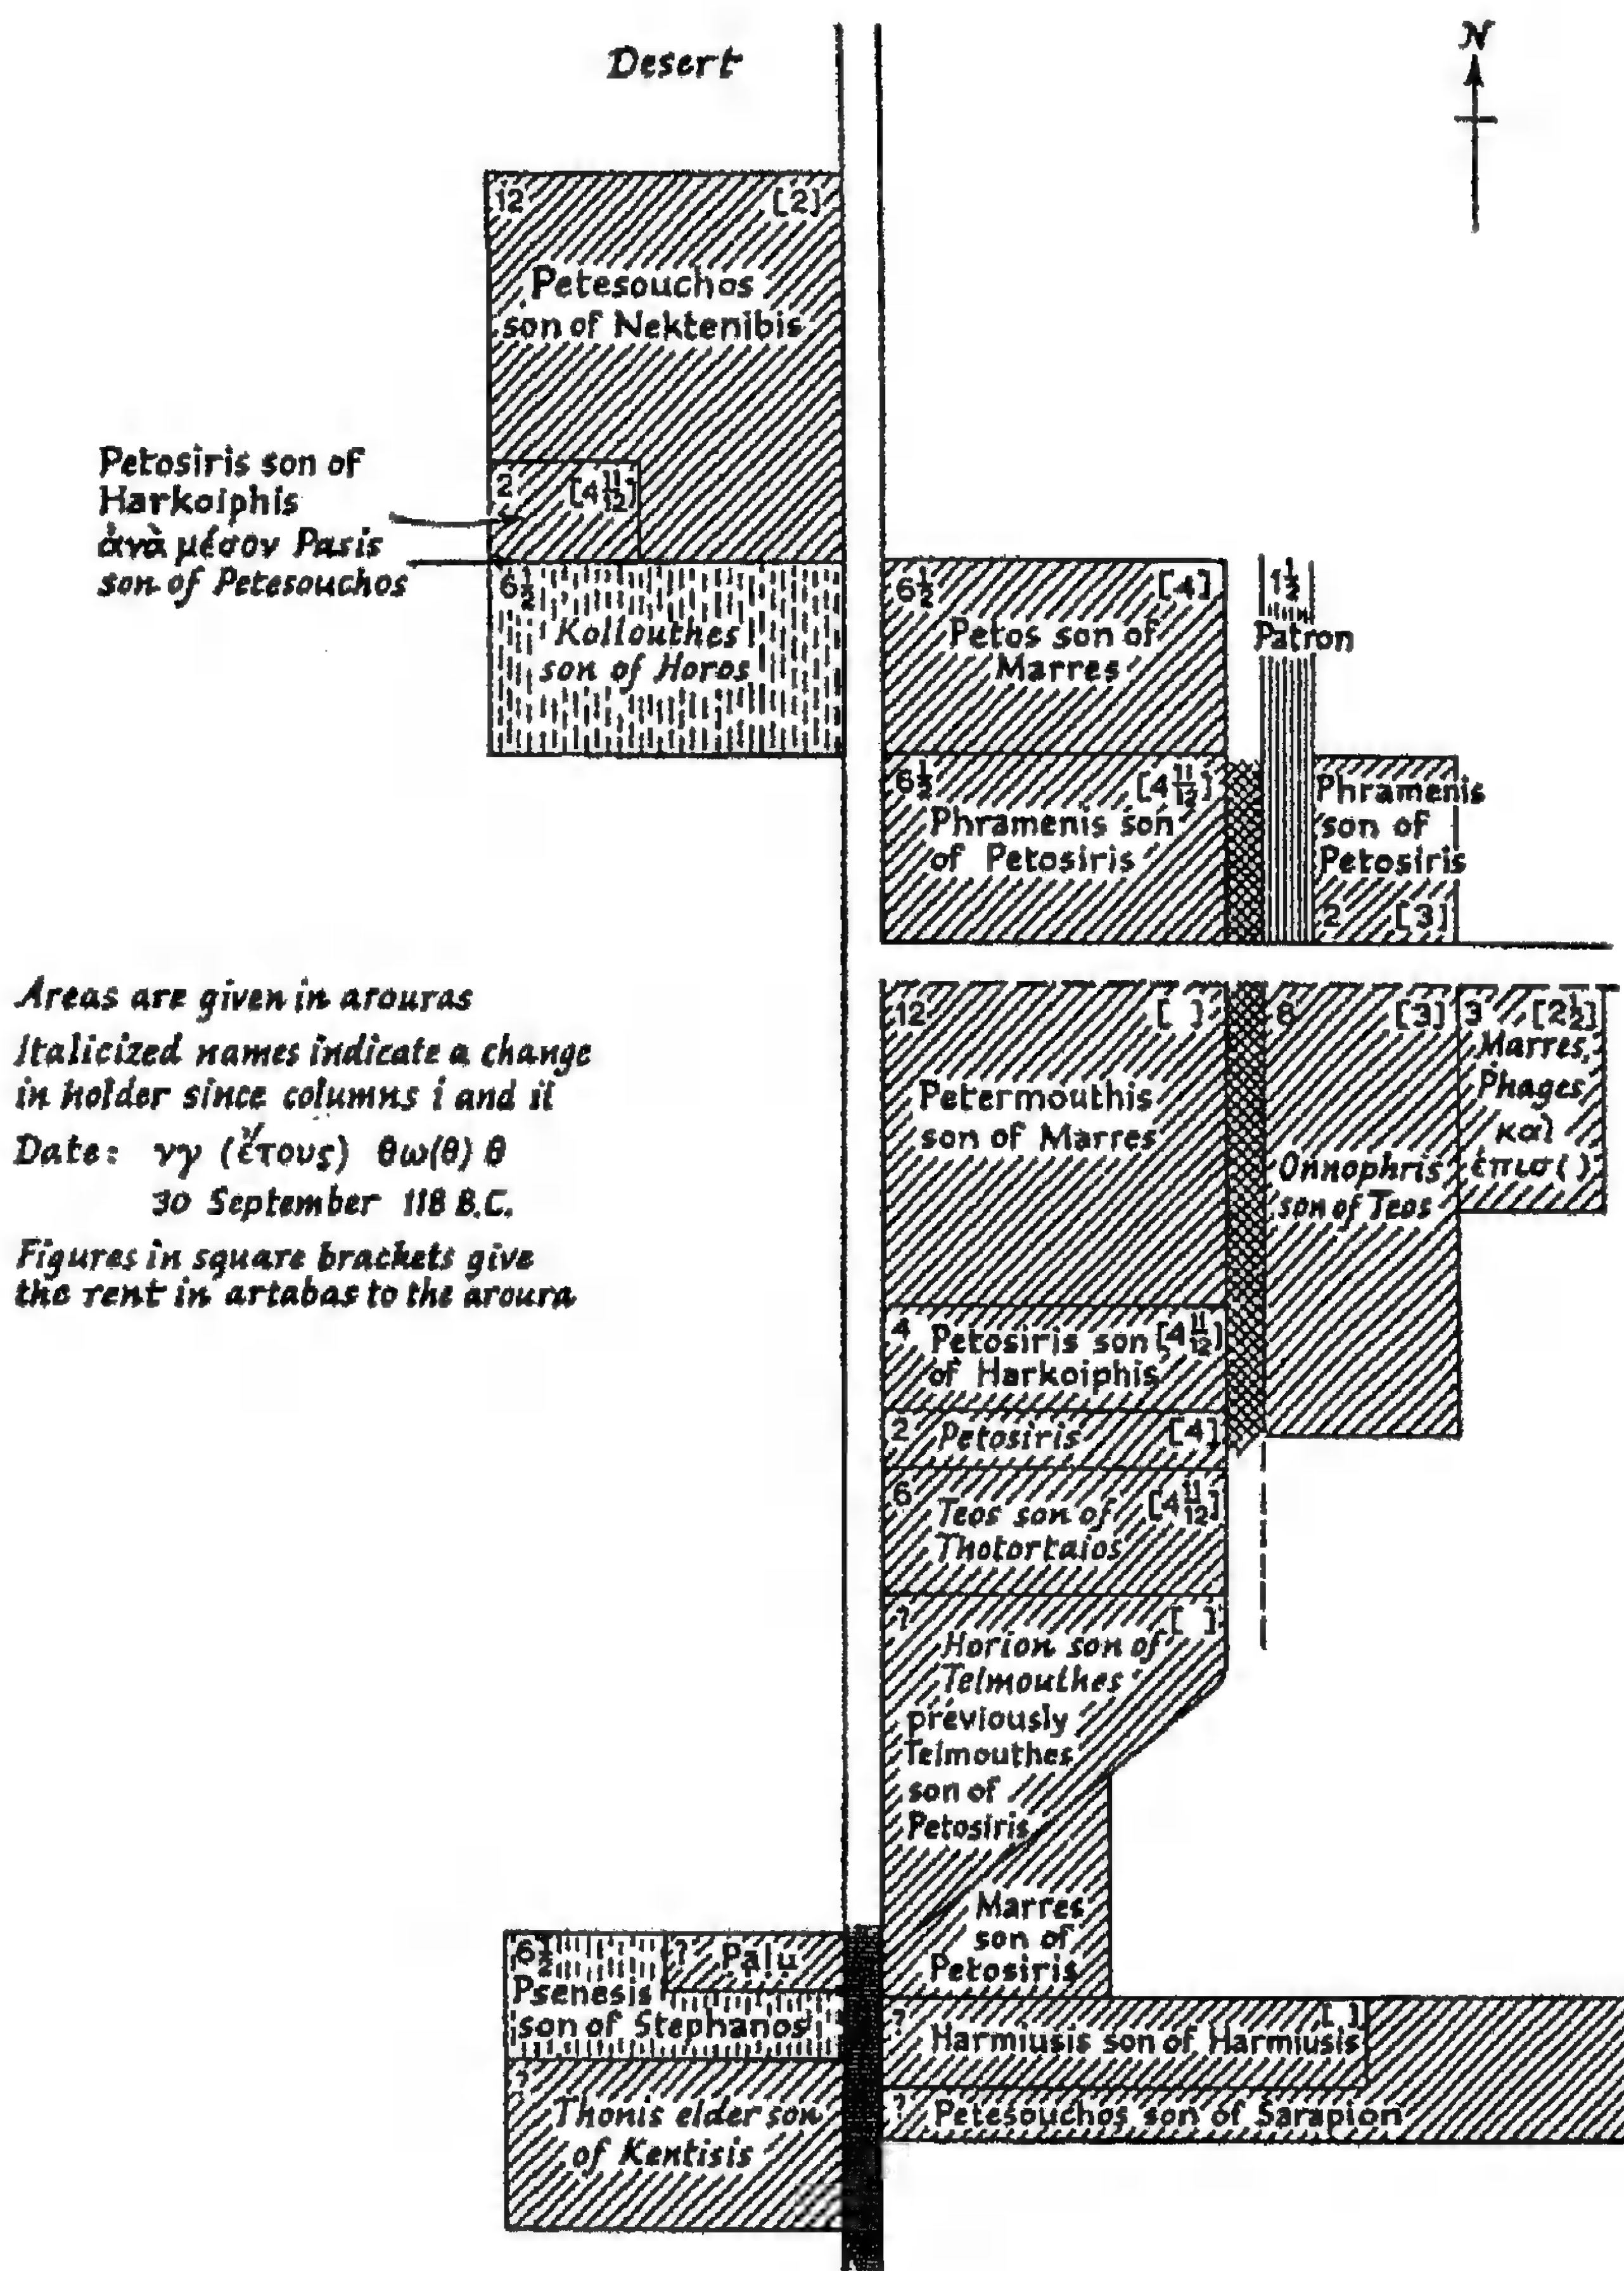 Desert
N
12 [2]
Petesouchos
son of Nektenibis
Petosiris son of
Harkoiphis
ἀνὰ μέσον Pasis
son of Petesouchos
2 [4 11/12]
6½
Kollouthes
son of Horos
6½ [4]
Petos son of
Marres
1½
Patron
6½ [4 11/12]
Phramenis son
of Petosiris
Phramenis
son of
Petosiris
2 [3]
Areas are given in arouras
Italicized names indicate a change
in holder since columns i and ii
Date: νγ (ἔτους) θω(θ) θ
30 September 118 B.C.
Figures in square brackets give
the rent in artabas to the aroura
12 [ ]
Petermouthis
son of Marres
8 [3]
Onnophris
son of Teos
3 [2½]
Marres,
Phages
καὶ
ἐπισ( )
4 Petosiris son [4 11/12]
of Harkoiphis
2 Petosiris [4]
6 [4 11/12]
Teos son of
Thotortaios
? [ ]
Horion son of
Telmouthes
previously
Telmouthes
son of
Petosiris
Marres
son of
Petosiris
6½
Psenesis
son of Stephanos
? Pạlụ
?
Thonis elder son
of Kentisis
? [ ]
Harmiusis son of Harmiusis
? Petesouchos son of Sarapion